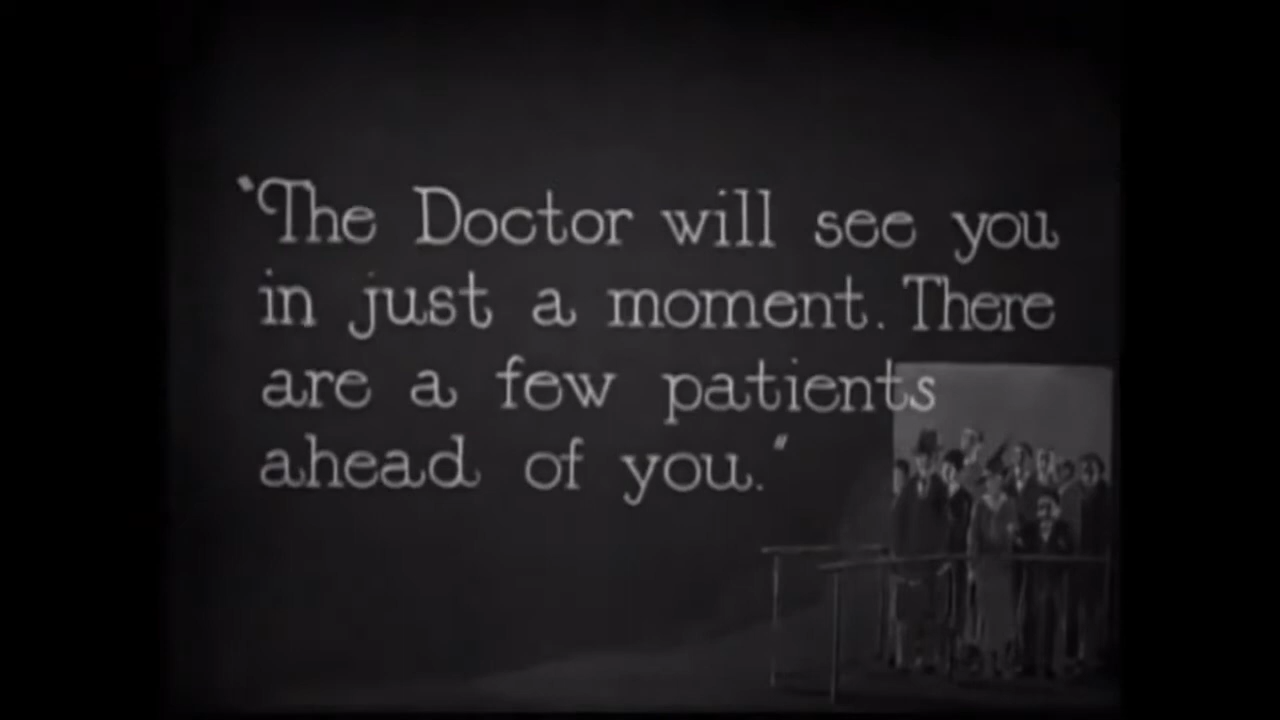 "The Doctor will see you
in just a moment. There
are a few patients
ahead of you."